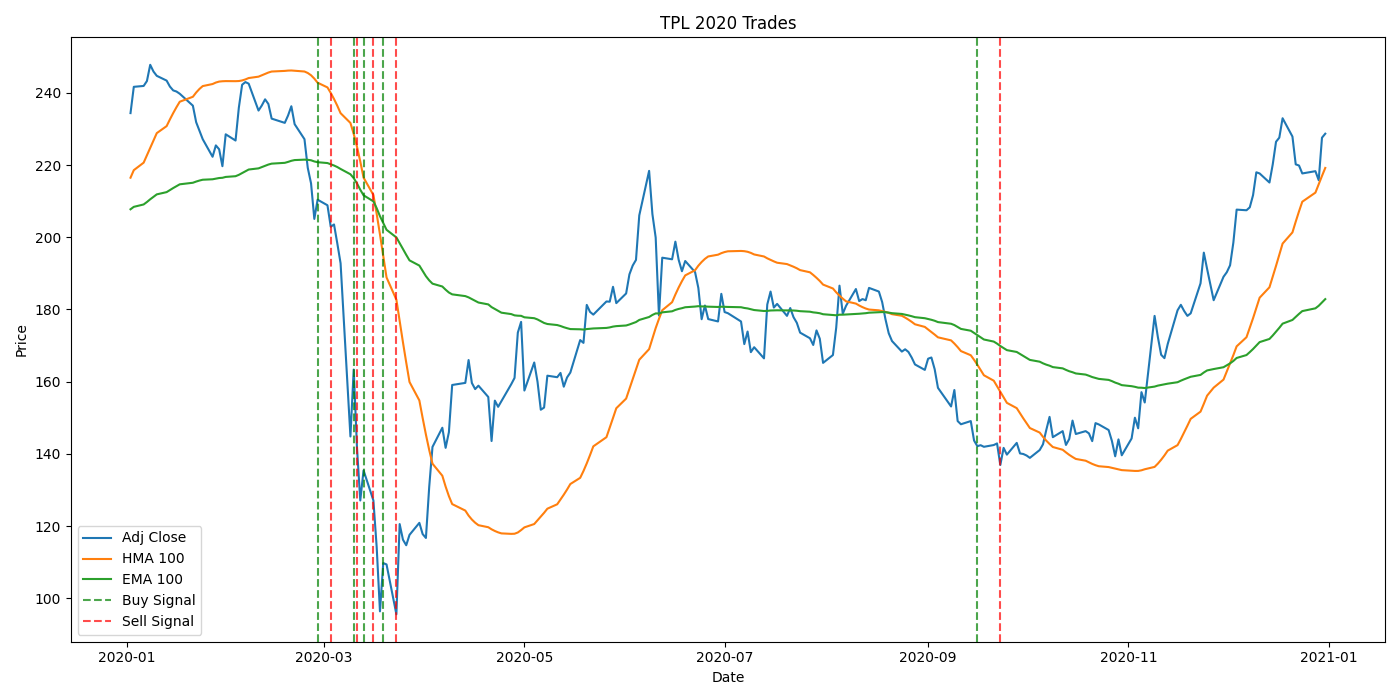 TPL 2020 Trades
Price
240
220
200
180
160
140
120
100
Adj Close
HMA 100
EMA 100
Buy Signal
Sell Signal
2020-01
2020-03
2020-05
2020-07
2020-09
2020-11
2021-01
Date